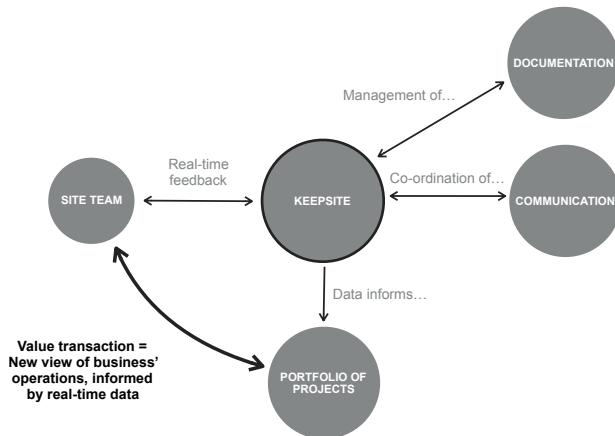 DOCUMENTATION
Management of…
Real-time
feedback
Co-ordination of…
SITE TEAM
KEEPSITE
COMMUNICATION
Data informs…
Value transaction =
New view of business’
operations, informed
by real-time data
PORTFOLIO OF
PROJECTS